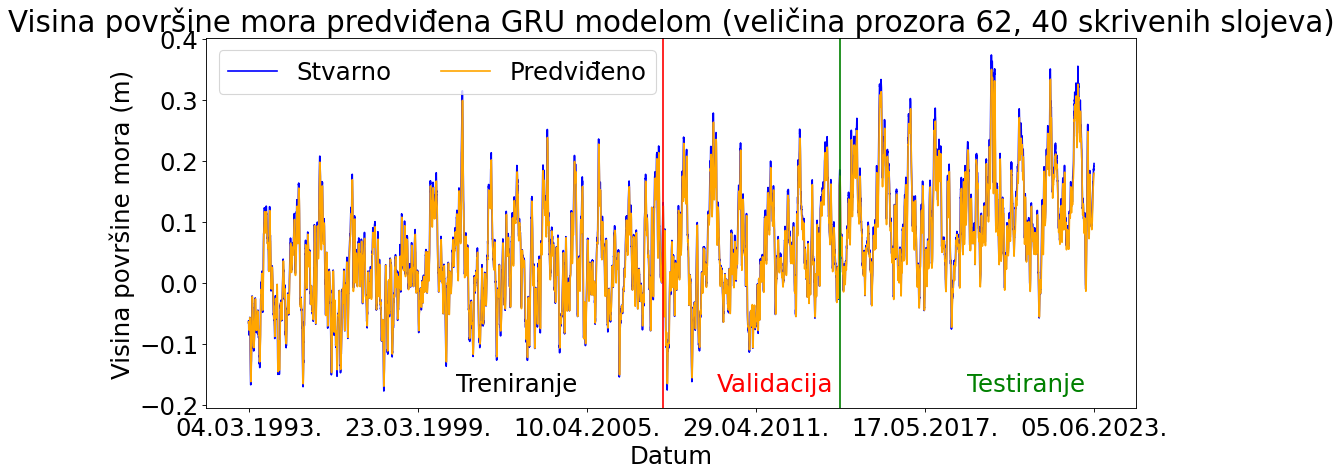 Visina površine mora predviđena GRU modelom (veličina prozora 62, 40 skrivenih slojeva)
Stvarno Predviđeno
Visina površine mora (m)
0.4
0.3
0.2
0.1
0.0
−0.1
−0.2
Treniranje Validacija Testiranje
04.03.1993. 23.03.1999. 10.04.2005. 29.04.2011. 17.05.2017. 05.06.2023.
Datum